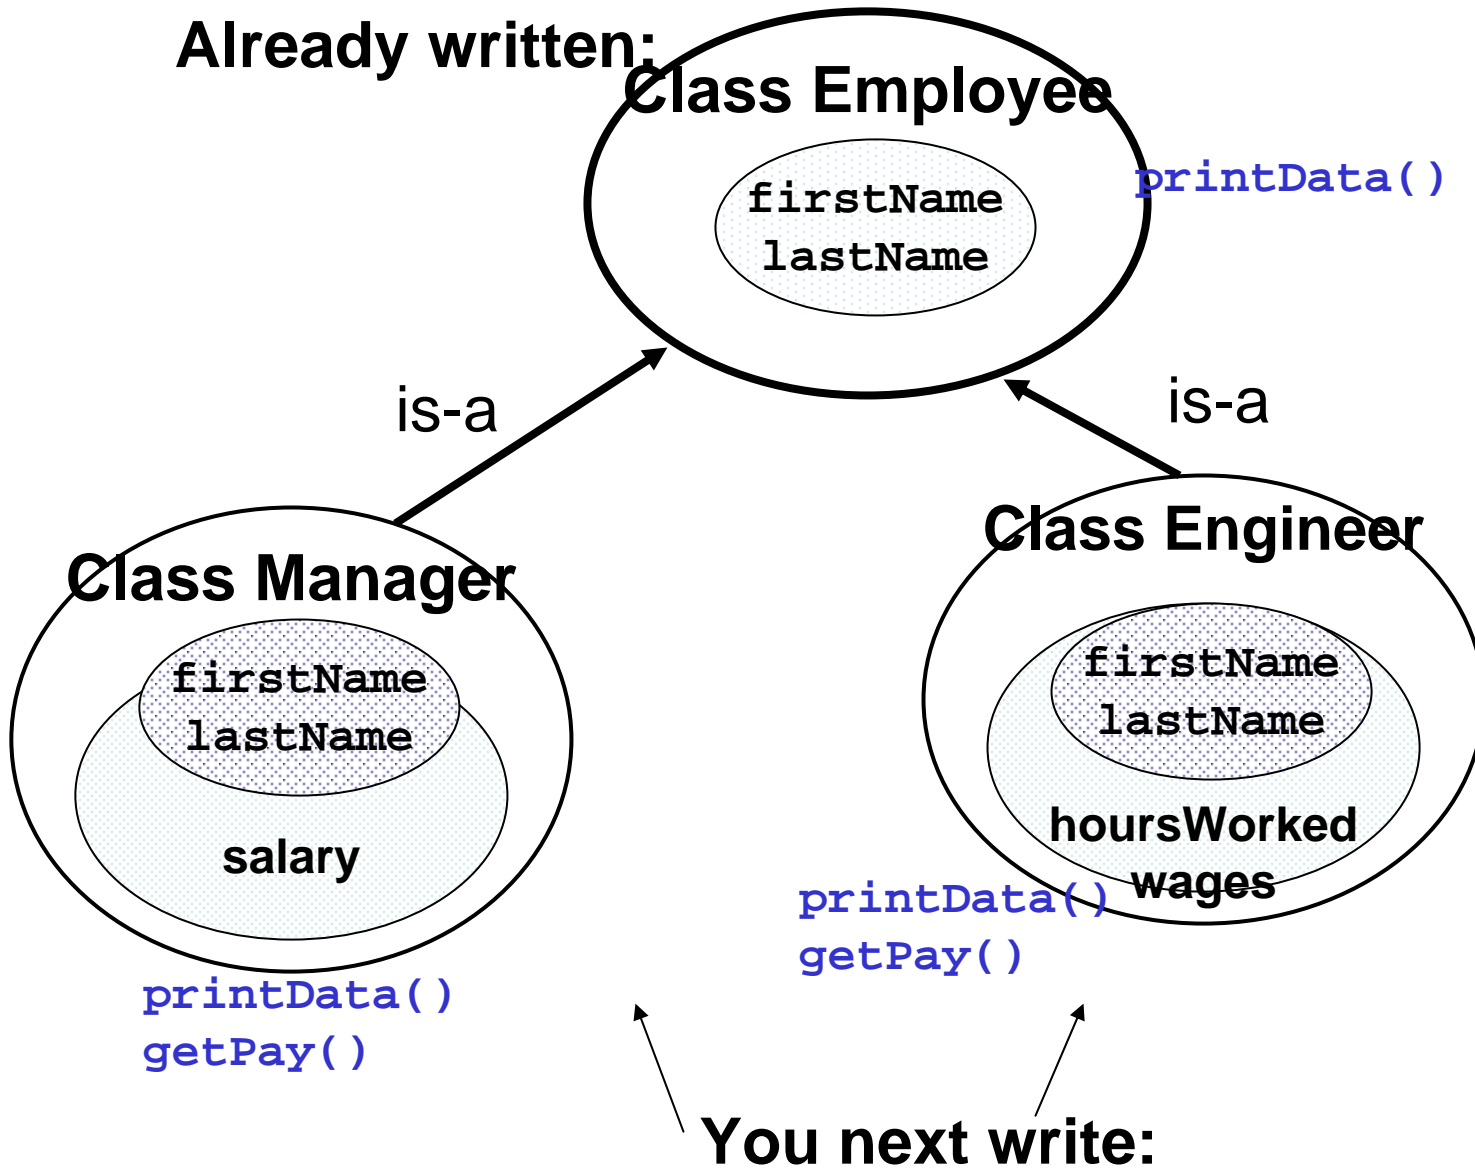 Already written:
Class Employee
firstName
lastName
printData()
is-a
is-a
Class Manager
firstName
lastName
salary
printData()
getPay()
Class Engineer
firstName
lastName
hoursWorked
wages
printData()
getPay()
You next write: